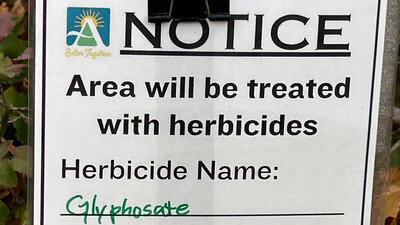 A
Better Together
NOTICE
Area will be treated
with herbicides
Herbicide Name:
Glyphosate